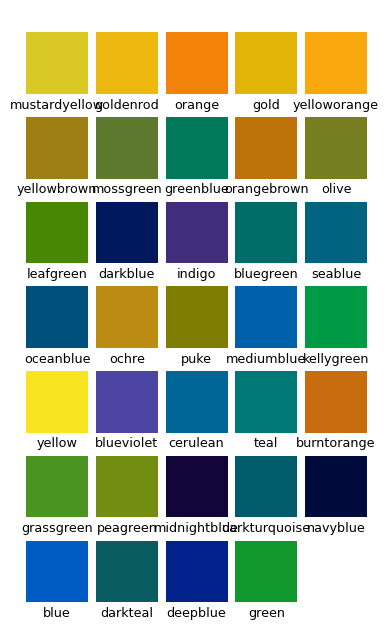 mustardyellow goldenrod orange gold yelloworange
yellowbrown mossgreen greenblue orangebrown olive
leafgreen darkblue indigo bluegreen seablue
oceanblue ochre puke mediumblue kellygreen
yellow blueviolet cerulean teal burntorange
grassgreen peagreen midnightblue darkturquoise navyblue
blue darkteal deepblue green